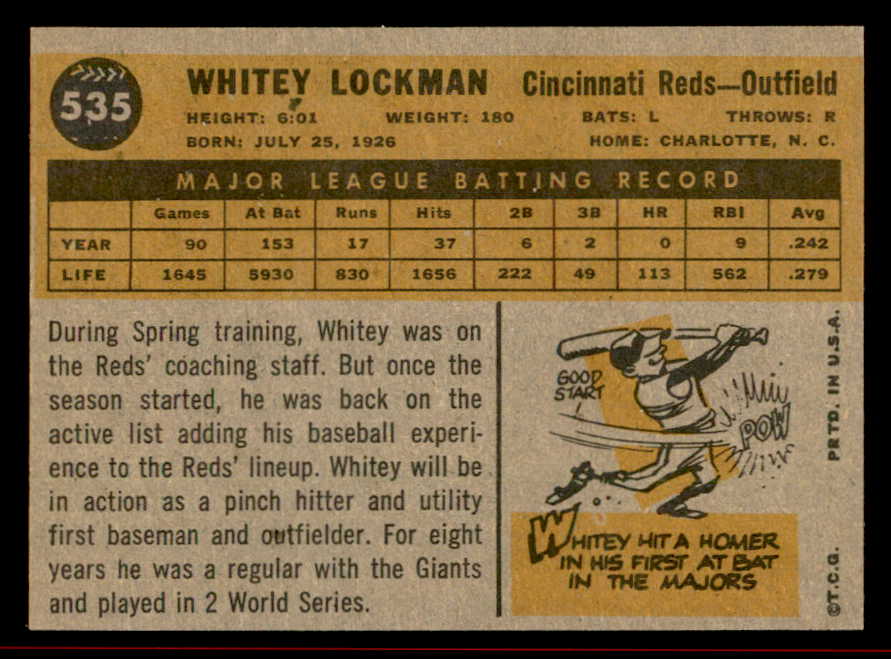 535
WHITEY LOCKMAN Cincinnati Reds—Outfield
HEIGHT: 6:01 WEIGHT: 180 BATS: L THROWS: R
BORN: JULY 25, 1926 HOME: CHARLOTTE, N. C.
MAJOR LEAGUE BATTING RECORD
Games At Bat Runs Hits 2B 3B HR RBI Avg
YEAR 90 153 17 37 6 2 0 9 .242
LIFE 1645 5930 830 1656 222 49 113 562 .279
During Spring training, Whitey was on
the Reds' coaching staff. But once the
season started, he was back on the
active list adding his baseball experi-
ence to the Reds' lineup. Whitey will be
in action as a pinch hitter and utility
first baseman and outfielder. For eight
years he was a regular with the Giants
and played in 2 World Series.
GOOD
START
POW
WHITEY HIT A HOMER
IN HIS FIRST AT BAT
IN THE MAJORS
PRTD. IN U.S.A.
©T.C.G.